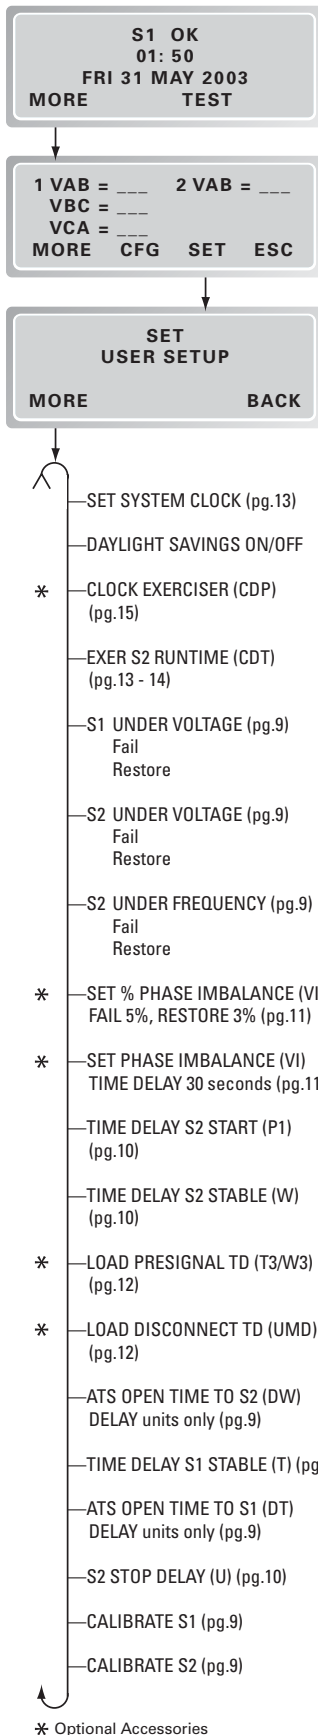 S1 OK
01: 50
FRI 31 MAY 2003
MORE TEST
1 VAB = ___ 2 VAB = ___
VBC = ___
VCA = ___
MORE CFG SET ESC
SET
USER SETUP
MORE BACK
SET SYSTEM CLOCK (pg.13)
DAYLIGHT SAVINGS ON/OFF
* CLOCK EXERCISER (CDP)
(pg.15)
EXER S2 RUNTIME (CDT)
(pg.13 - 14)
S1 UNDER VOLTAGE (pg.9)
Fail
Restore
S2 UNDER VOLTAGE (pg.9)
Fail
Restore
S2 UNDER FREQUENCY (pg.9)
Fail
Restore
* SET % PHASE IMBALANCE (VI
FAIL 5%, RESTORE 3% (pg.11)
* SET PHASE IMBALANCE (VI)
TIME DELAY 30 seconds (pg.11
TIME DELAY S2 START (P1)
(pg.10)
TIME DELAY S2 STABLE (W)
(pg.10)
* LOAD PRESIGNAL TD (T3/W3)
(pg.12)
* LOAD DISCONNECT TD (UMD)
(pg.12)
ATS OPEN TIME TO S2 (DW)
DELAY units only (pg.9)
TIME DELAY S1 STABLE (T) (pg
ATS OPEN TIME TO S1 (DT)
DELAY units only (pg.9)
S2 STOP DELAY (U) (pg.10)
CALIBRATE S1 (pg.9)
CALIBRATE S2 (pg.9)
* Optional Accessories